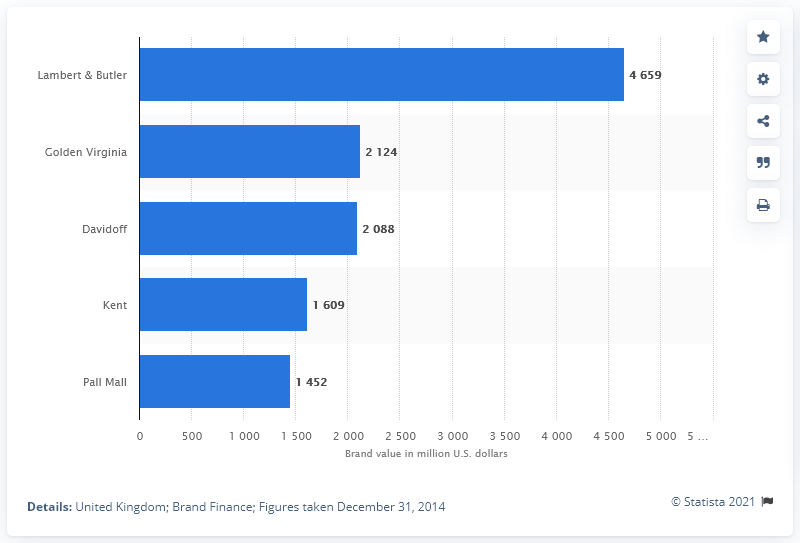 Lambert & Butler
4 659
Golden Virginia
2 124
Davidoff
2 088
Kent
1 609
Pall Mall
1 452
0 500 1 000 1 500 2 000 2 500 3 000 3 500 4 000 4 500 5 000 5 ...
Brand value in million U.S. dollars
Details: United Kingdom; Brand Finance; Figures taken December 31, 2014
© Statista 2021